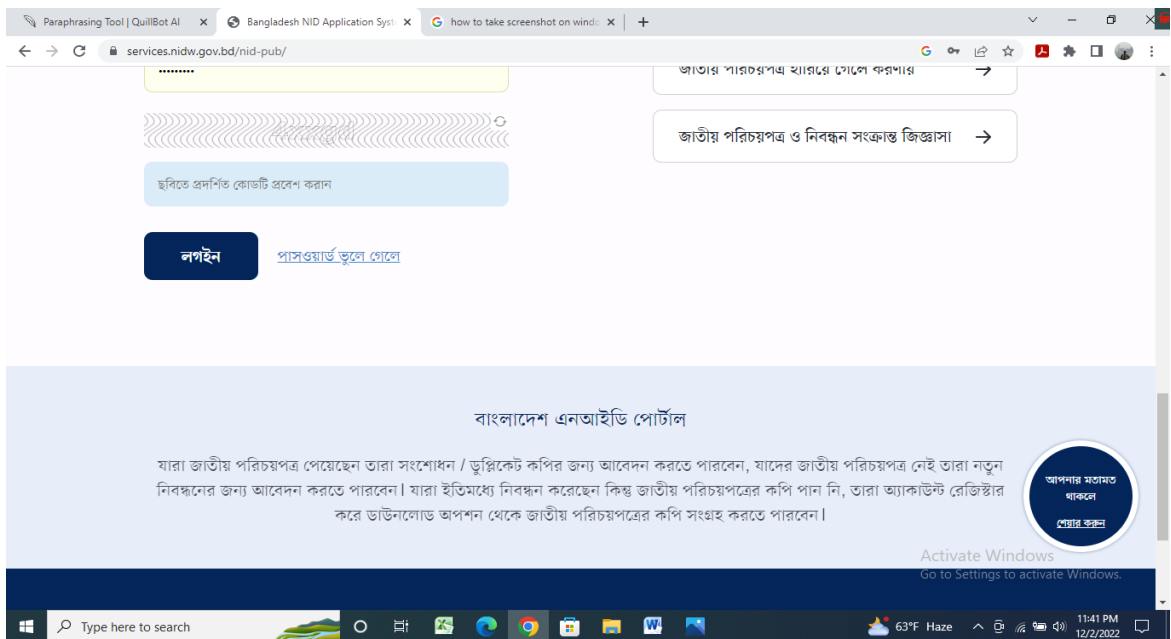 Paraphrasing Tool | QuillBot AI
Bangladesh NID Application Syst
how to take screenshot on windo
services.nidw.gov.bd/nid-pub/
জাতীয় পরিচয়পত্র হারিয়ে গেলে করণীয়
জাতীয় পরিচয়পত্র ও নিবন্ধন সংক্রান্ত জিজ্ঞাসা
ছবিতে প্রদর্শিত কোডটি প্রবেশ করান
লগইন পাসওয়ার্ড ভুলে গেলে
বাংলাদেশ এনআইডি পোর্টাল
যারা জাতীয় পরিচয়পত্র পেয়েছেন তারা সংশোধন / ডুপ্লিকেট কপির জন্য আবেদন করতে পারবেন, যাদের জাতীয় পরিচয়পত্র নেই তারা নতুন
নিবন্ধনের জন্য আবেদন করতে পারবেন। যারা ইতিমধ্যে নিবন্ধন করেছেন কিন্তু জাতীয় পরিচয়পত্রের কপি পান নি, তারা অ্যাকাউন্ট রেজিস্টার
করে ডাউনলোড অপশন থেকে জাতীয় পরিচয়পত্রের কপি সংগ্রহ করতে পারবেন।
আপনার মতামত
থাকলে
শেয়ার করুন
Activate Windows
Go to Settings to activate Windows.
Type here to search
63°F Haze
11:41 PM
12/2/2022